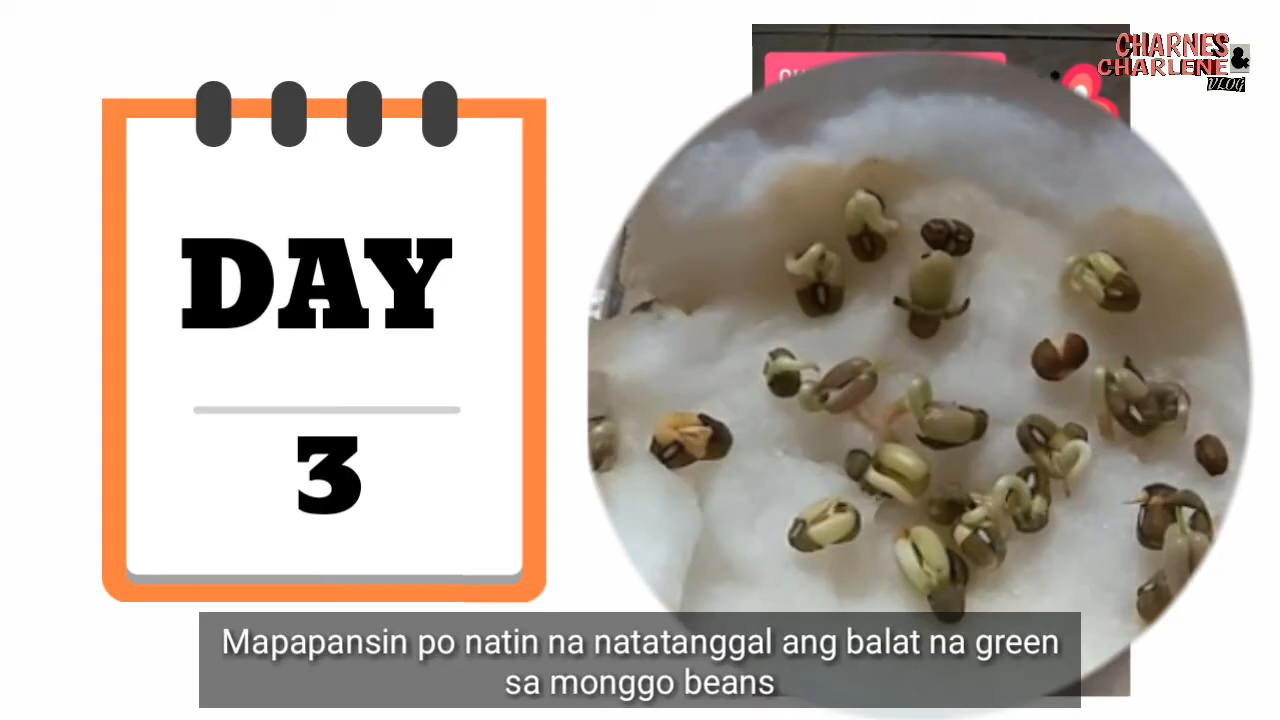 DAY
3
CHARNES
&
CHARLENE
VLOG
Mapapansin po natin na natatanggal ang balat na green
sa monggo beans